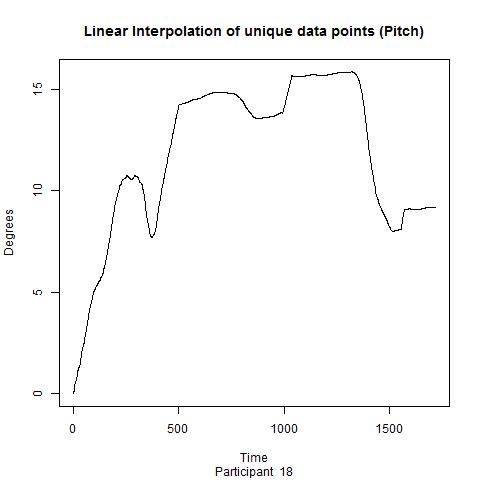 Linear Interpolation of unique data points (Pitch)
Degrees
15
10
5
0
0 500 1000 1500
Time
Participant 18